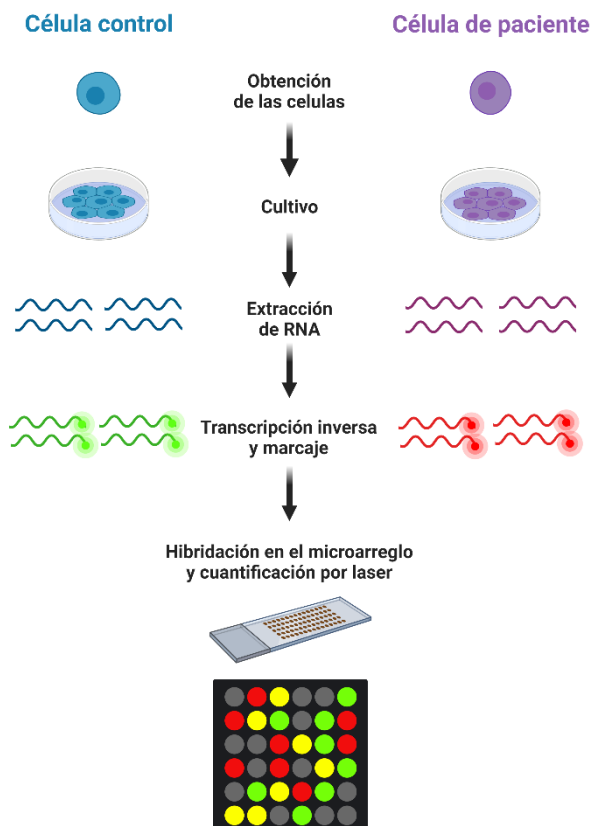 Célula control
Célula de paciente
Obtención
de las celulas
Cultivo
Extracción
de RNA
Transcripción inversa
y marcaje
Hibridación en el microarreglo
y cuantificación por laser